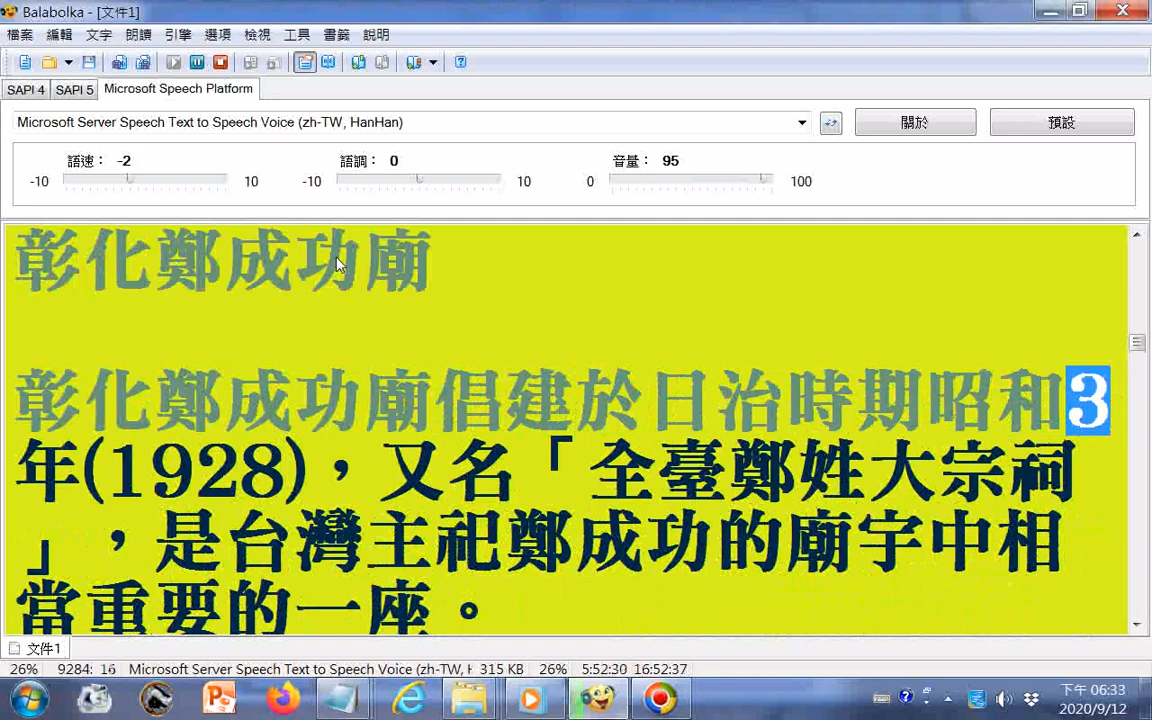 Balabolka - [文件1]
檔案 編輯 文字 朗讀 引擎 選項 檢視 工具 書籤 說明
SAPI 4 SAPI 5 Microsoft Speech Platform
Microsoft Server Speech Text to Speech Voice (zh-TW, HanHan) 關於 預設
語速： -2 語調： 0 音量： 95
-10 10 -10 10 0 100
彰化鄭成功廟
彰化鄭成功廟倡建於日治時期昭和3
年(1928)，又名「全臺鄭姓大宗祠
」，是台灣主祀鄭成功的廟宇中相
當重要的一座。
文件1
26% 9284: 16 Microsoft Server Speech Text to Speech Voice (zh-TW, H 315 KB 26% 5:52:30 16:52:37
下午 06:33
2020/9/12